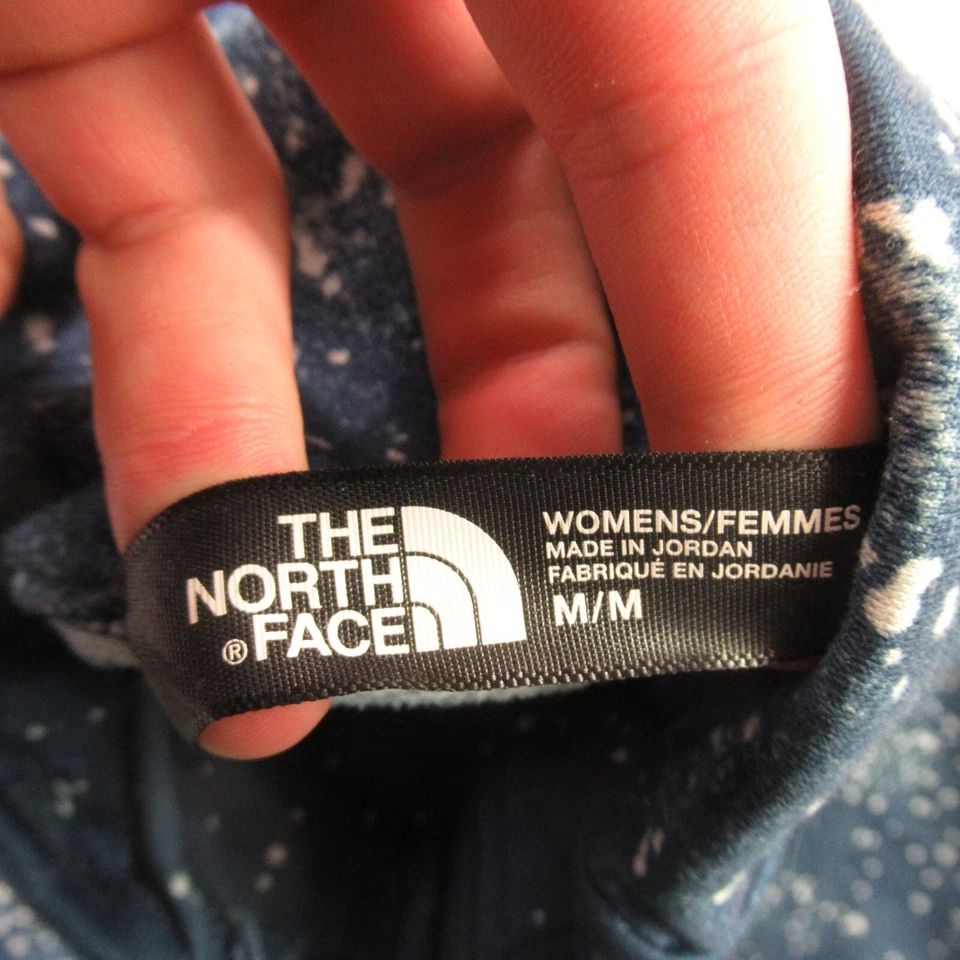 THE
NORTH
® FACE
WOMENS/FEMMES
MADE IN JORDAN
FABRIQUÉ EN JORDANIE
M/M